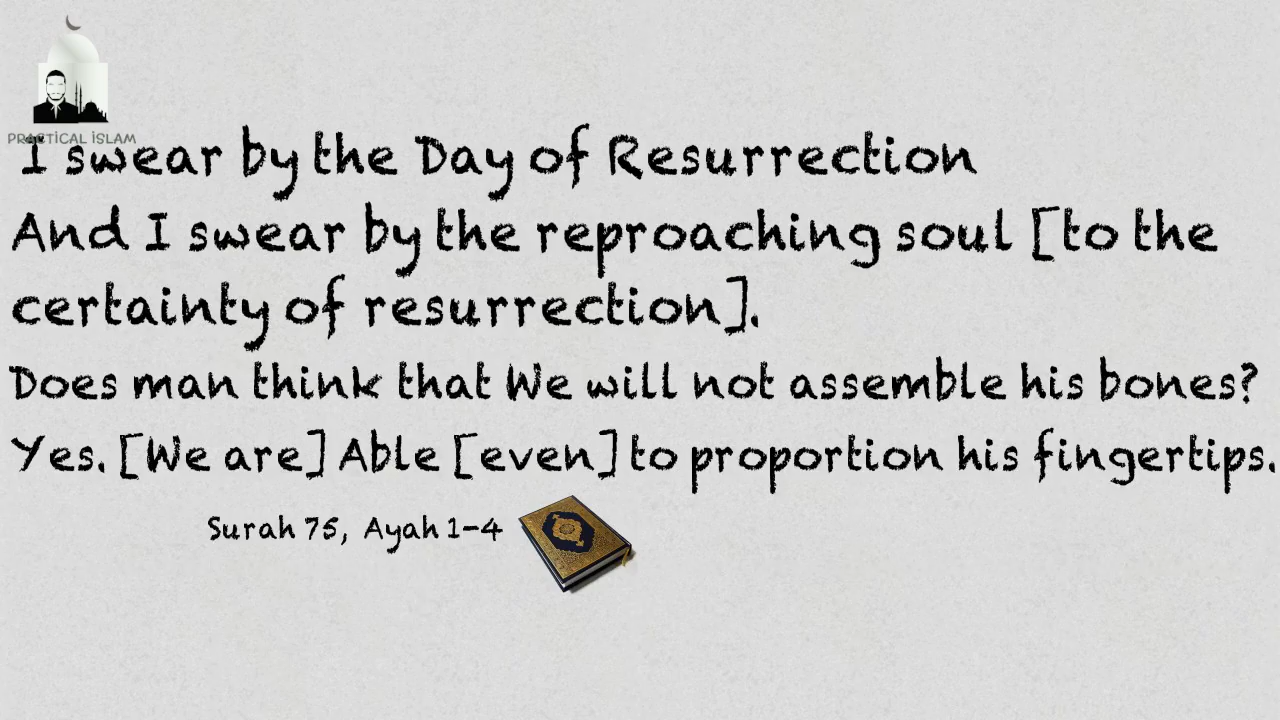 PRACTICAL ISLAM
I swear by the Day of Resurrection
And I swear by the reproaching soul [to the
certainty of resurrection].
Does man think that We will not assemble his bones?
Yes. [We are] Able [even] to proportion his fingertips.
Surah 75, Ayah 1-4